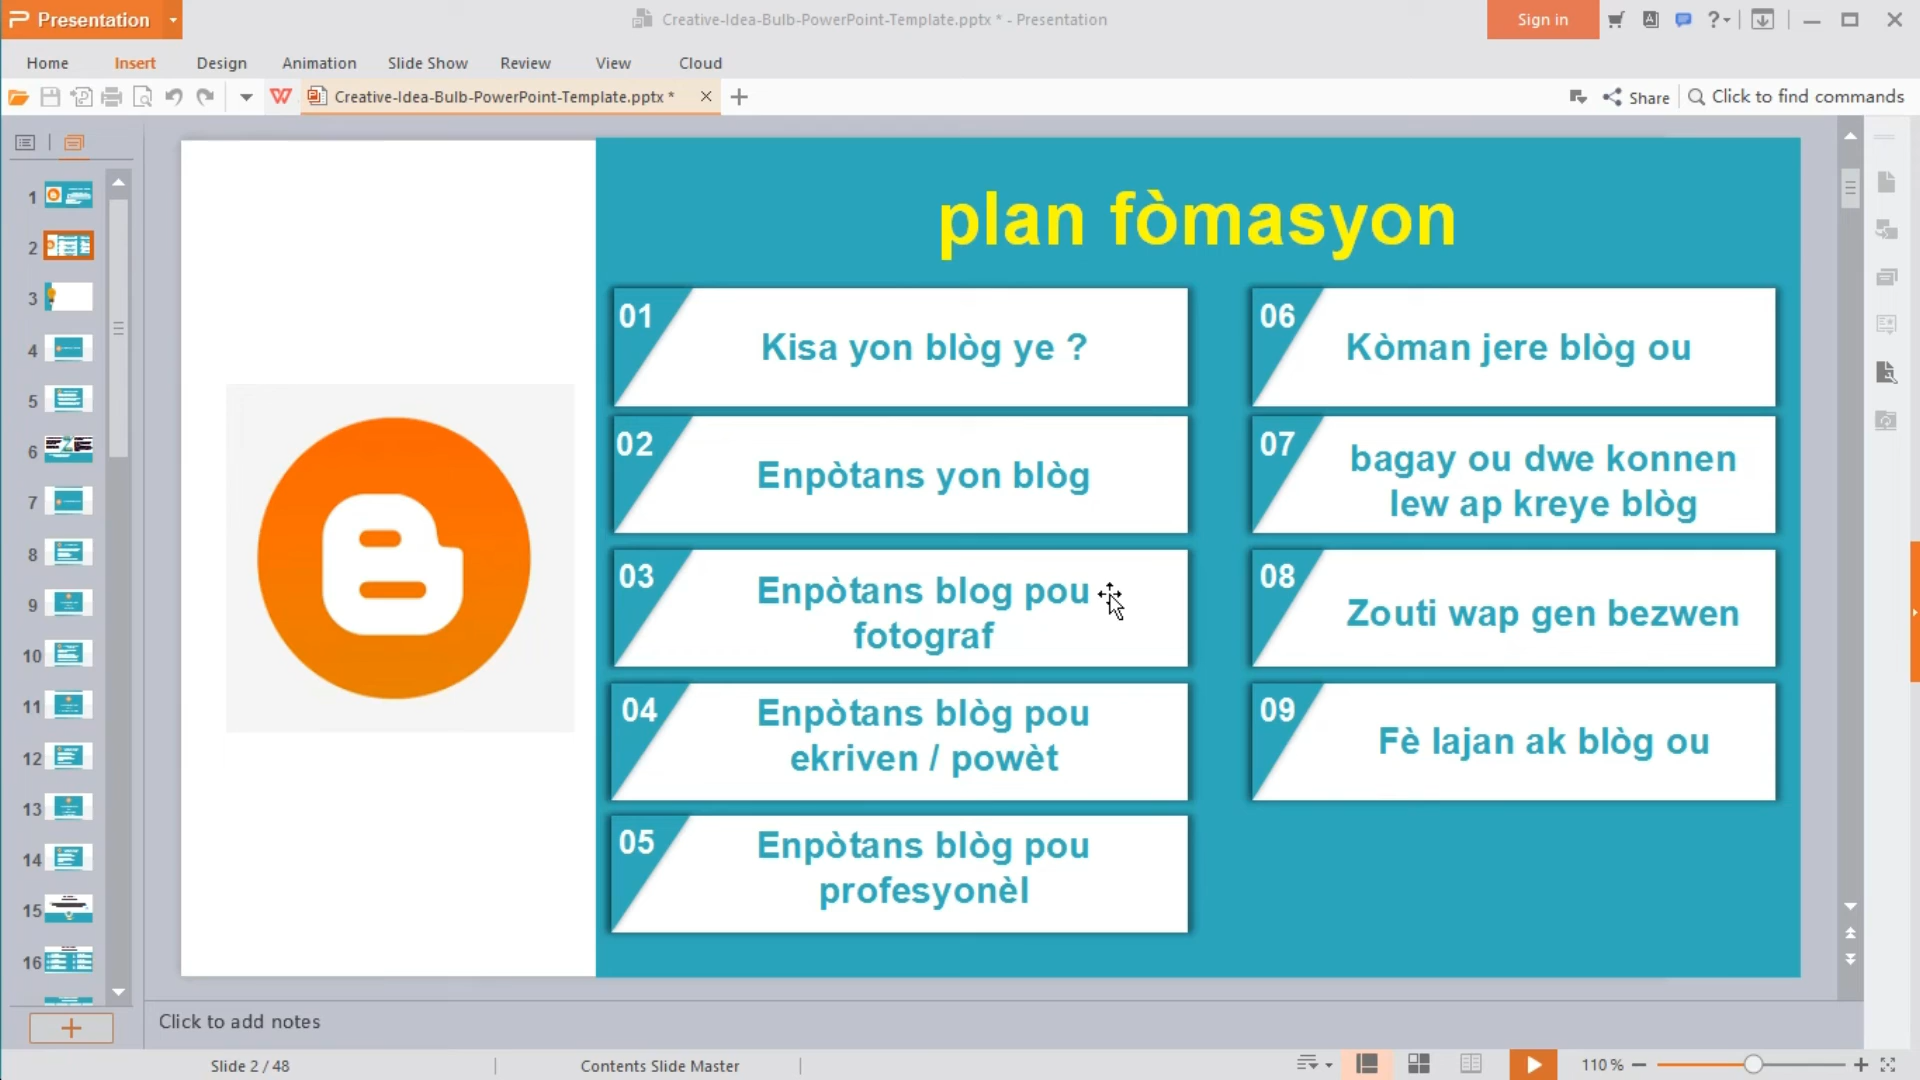 Presentation
Creative-Idea-Bulb-PowerPoint-Template.pptx * - Presentation
Sign in
Home
Insert
Design
Animation
Slide Show
Review
View
Cloud
Creative-Idea-Bulb-PowerPoint-Template.pptx *
Share
Click to find commands
1
2
3
4
5
6
7
8
9
10
11
12
13
14
15
16
plan fòmasyon
01
Kisa yon blòg ye ?
02
Enpòtans yon blòg
03
Enpòtans blog pou
fotograf
04
Enpòtans blòg pou
ekriven / powèt
05
Enpòtans blòg pou
profesyonèl
06
Kòman jere blòg ou
07
bagay ou dwe konnen
lew ap kreye blòg
08
Zouti wap gen bezwen
09
Fè lajan ak blòg ou
Click to add notes
Slide 2 / 48
Contents Slide Master
110 %